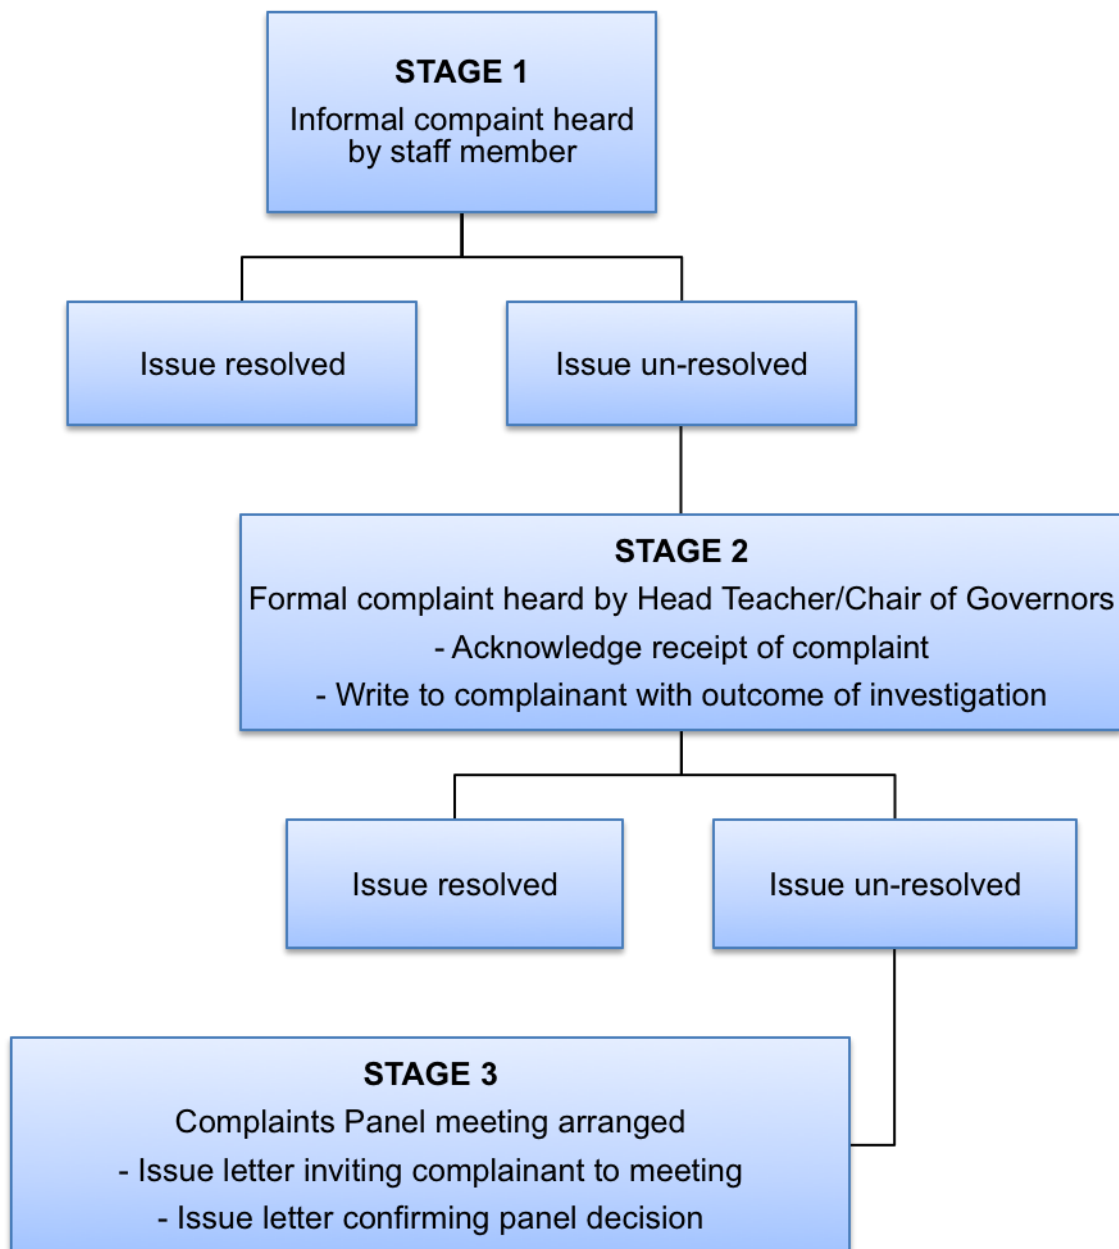 STAGE 1
Informal compaint heard
by staff member
Issue resolved
Issue un-resolved
STAGE 2
Formal complaint heard by Head Teacher/Chair of Governors
- Acknowledge receipt of complaint
- Write to complainant with outcome of investigation
Issue resolved
Issue un-resolved
STAGE 3
Complaints Panel meeting arranged
- Issue letter inviting complainant to meeting
- Issue letter confirming panel decision